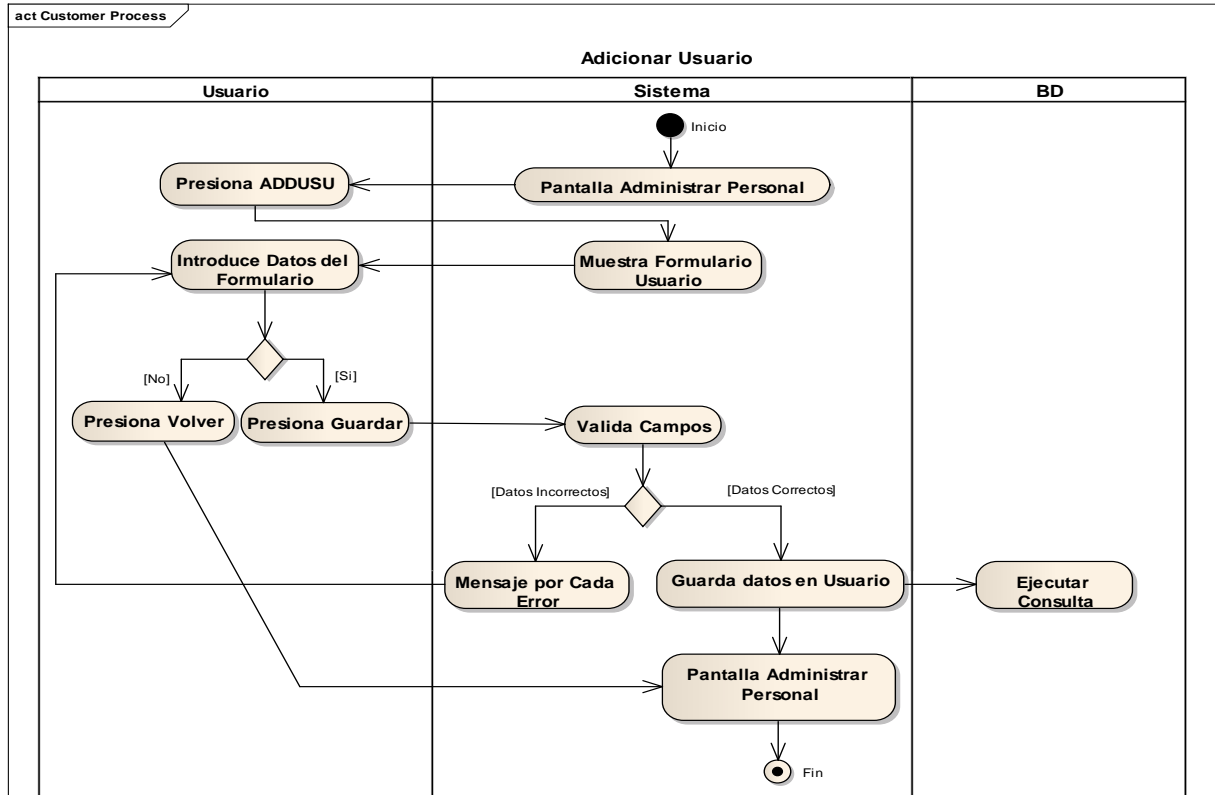 act Customer Process
Adicionar Usuario
Usuario
Sistema
BD
Inicio
Presiona ADDUSU
Pantalla Administrar Personal
Introduce Datos del
Formulario
Muestra Formulario
Usuario
[No]
[Si]
Presiona Volver
Presiona Guardar
Valida Campos
[Datos Incorrectos]
[Datos Correctos]
Mensaje por Cada
Error
Guarda datos en Usuario
Ejecutar
Consulta
Pantalla Administrar
Personal
Fin